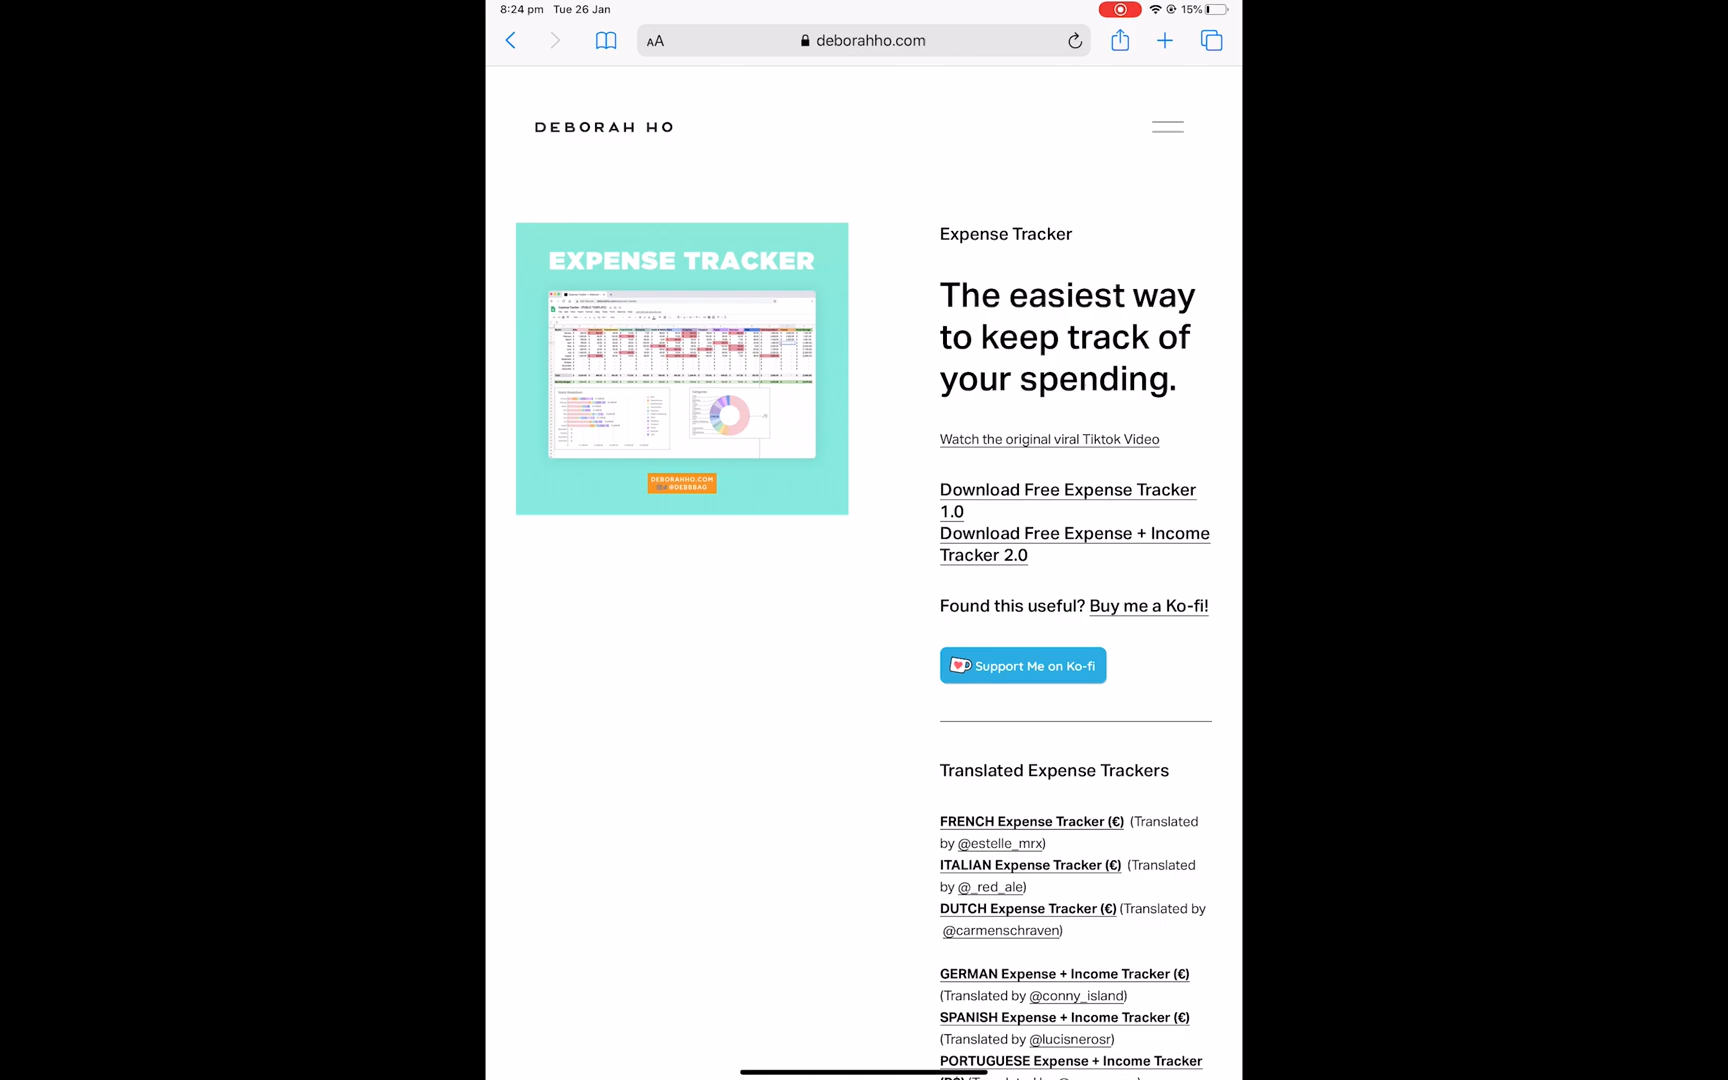 8:24 pm Tue 26 Jan
15%
AA
deborahho.com
DEBORAH HO
EXPENSE TRACKER
DEBORAHHO.COM
@DEBBBAG
Expense Tracker
The easiest way
to keep track of
your spending.
Watch the original viral Tiktok Video
Download Free Expense Tracker
1.0
Download Free Expense + Income
Tracker 2.0
Found this useful? Buy me a Ko-fi!
Support Me on Ko-fi
Translated Expense Trackers
FRENCH Expense Tracker (€) (Translated
by @estelle_mrx)
ITALIAN Expense Tracker (€) (Translated
by @_red_ale)
DUTCH Expense Tracker (€) (Translated by
@carmenschraven)
GERMAN Expense + Income Tracker (€)
(Translated by @conny_island)
SPANISH Expense + Income Tracker (€)
(Translated by @lucisnerosr)
PORTUGUESE Expense + Income Tracker